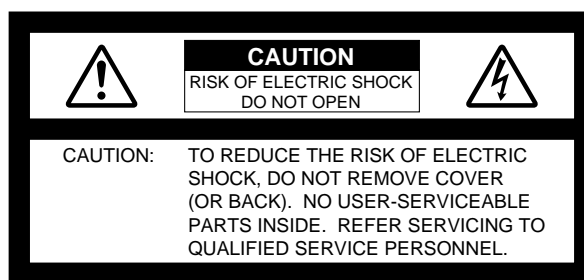 CAUTION
RISK OF ELECTRIC SHOCK
DO NOT OPEN
CAUTION: TO REDUCE THE RISK OF ELECTRIC
SHOCK, DO NOT REMOVE COVER
(OR BACK). NO USER-SERVICEABLE
PARTS INSIDE. REFER SERVICING TO
QUALIFIED SERVICE PERSONNEL.